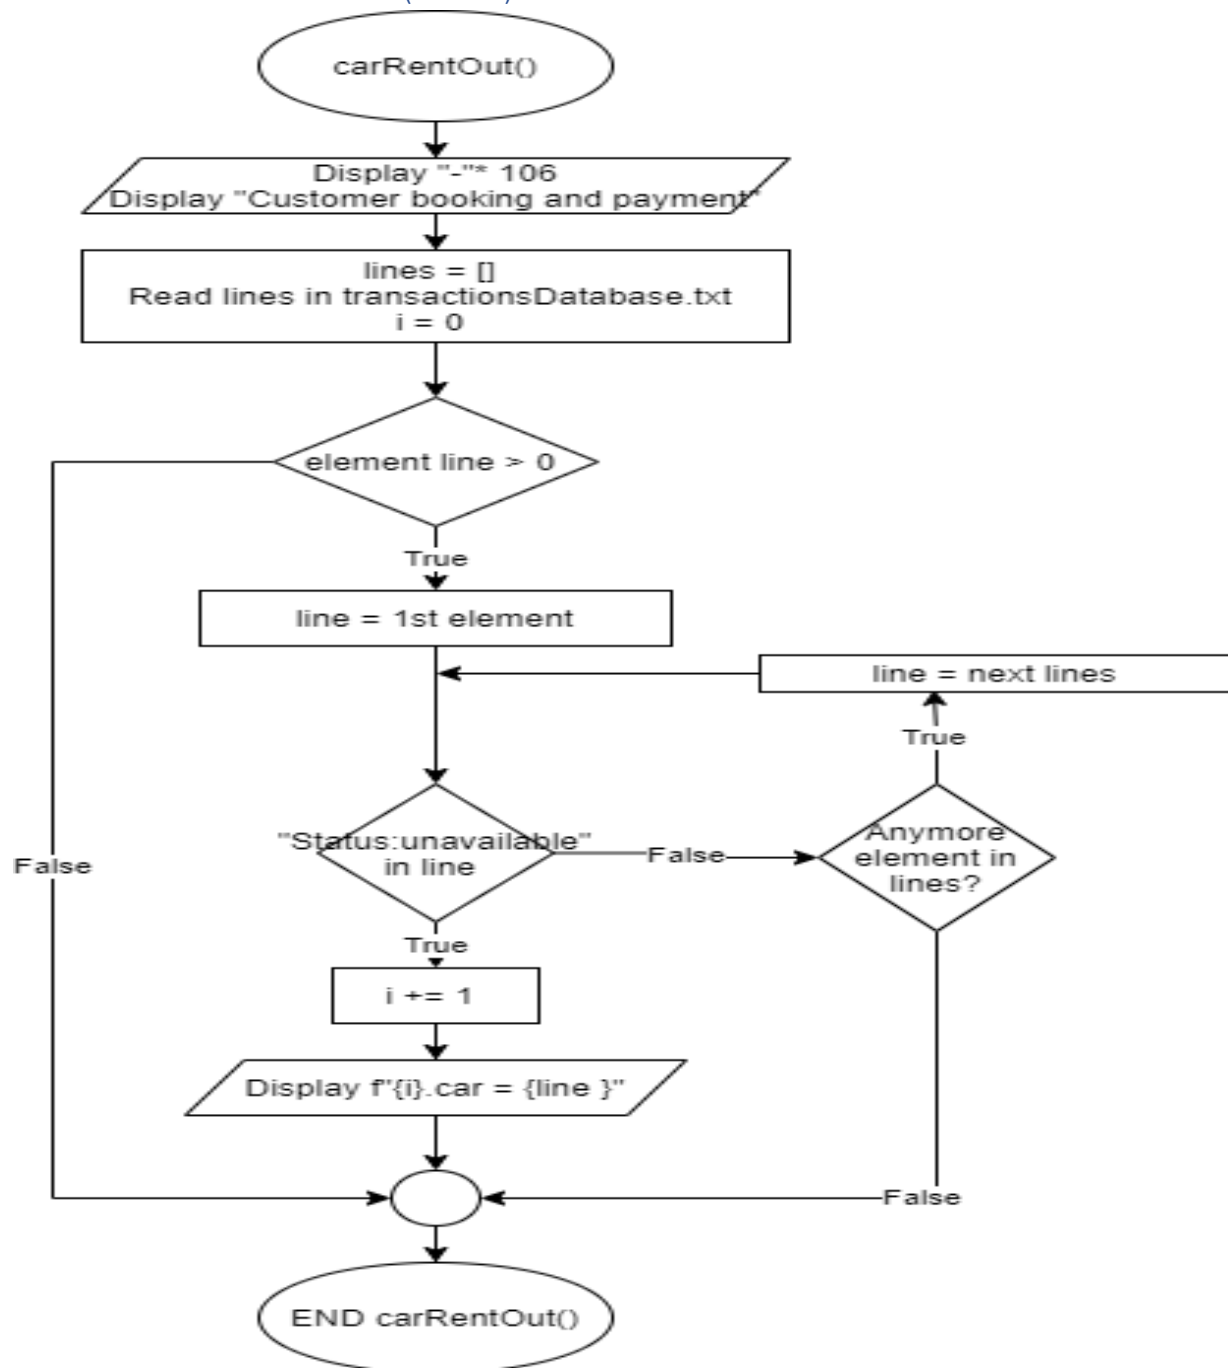 carRentOut()
Display "-"* 106
Display "Customer booking and payment"
lines = []
Read lines in transactionsDatabase.txt
i = 0
element line > 0
True
line = 1st element
line = next lines
True
"Status:unavailable"
in line
False
Anymore
element in
lines?
False
True
i += 1
Display f"{i}.car = {line }"
False
END carRentOut()